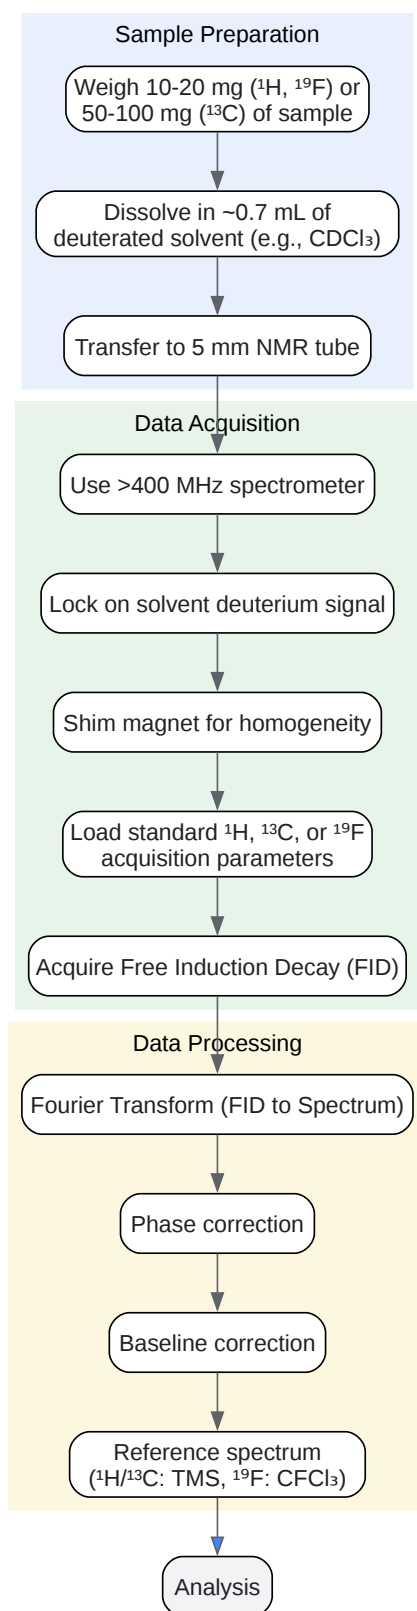 Sample Preparation
Weigh 10-20 mg (¹H, ¹⁹F) or
50-100 mg (¹³C) of sample
Dissolve in ~0.7 mL of
deuterated solvent (e.g., CDCl₃)
Transfer to 5 mm NMR tube
Data Acquisition
Use >400 MHz spectrometer
Lock on solvent deuterium signal
Shim magnet for homogeneity
Load standard ¹H, ¹³C, or ¹⁹F
acquisition parameters
Acquire Free Induction Decay (FID)
Data Processing
Fourier Transform (FID to Spectrum)
Phase correction
Baseline correction
Reference spectrum
(¹H/¹³C: TMS, ¹⁹F: CFCl₃)
Analysis